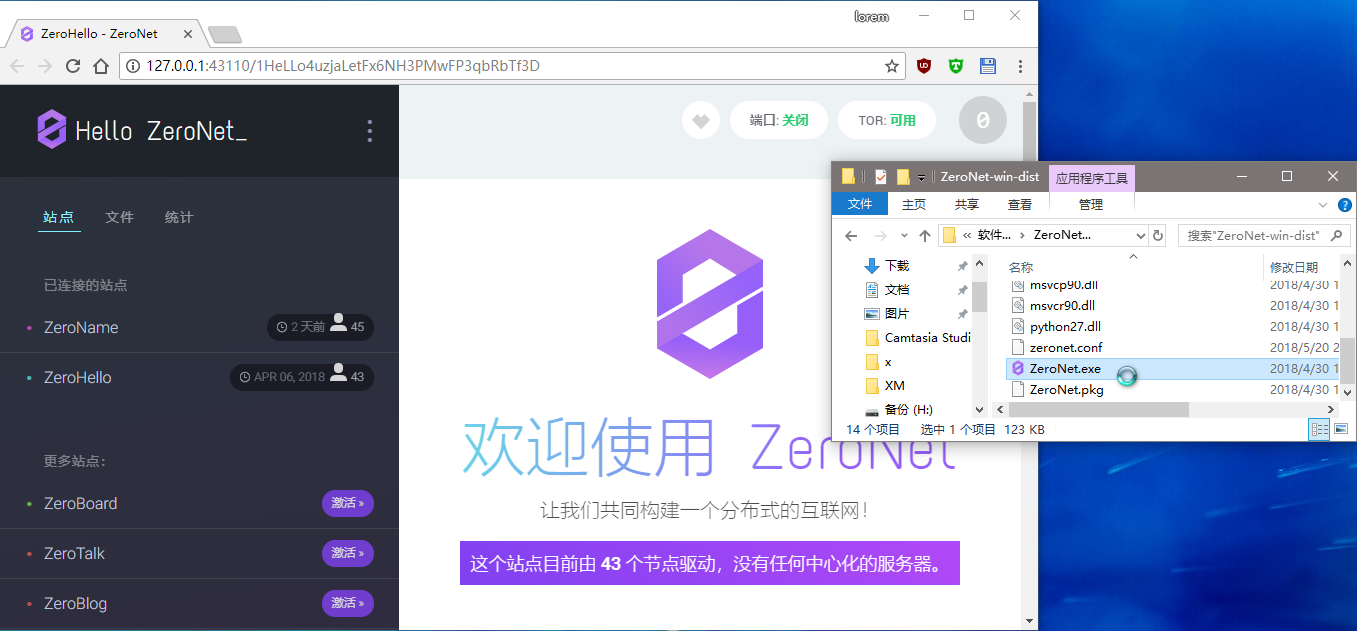 lorem
ZeroHello - ZeroNet
127.0.0.1:43110/1HeLLo4uzjaLetFx6NH3PMwFP3qbRbTf3D
Hello ZeroNet_
端口: 关闭
TOR: 可用
0
站点 文件 统计
已连接的站点
ZeroName 2 天前 45
ZeroHello APR 06, 2018 43
更多站点:
ZeroBoard 激活 »
ZeroTalk 激活 »
ZeroBlog 激活 »
欢迎使用 ZeroNet
让我们共同构建一个分布式的互联网!
这个站点目前由 43 个节点驱动，没有任何中心化的服务器。
ZeroNet-win-dist 应用程序工具
文件 主页 共享 查看 管理
« 软件... › ZeroNet...
搜索"ZeroNet-win-dist"
下载
文档
图片
Camtasia Studi
x
XM
备份 (H:)
名称 修改日期
msvcp90.dll 2018/4/30 1
msvcr90.dll 2018/4/30 1
python27.dll 2018/4/30 1
zeronet.conf 2018/5/20 2
ZeroNet.exe 2018/4/30 1
ZeroNet.pkg 2018/4/30 1
14 个项目 选中 1 个项目 123 KB